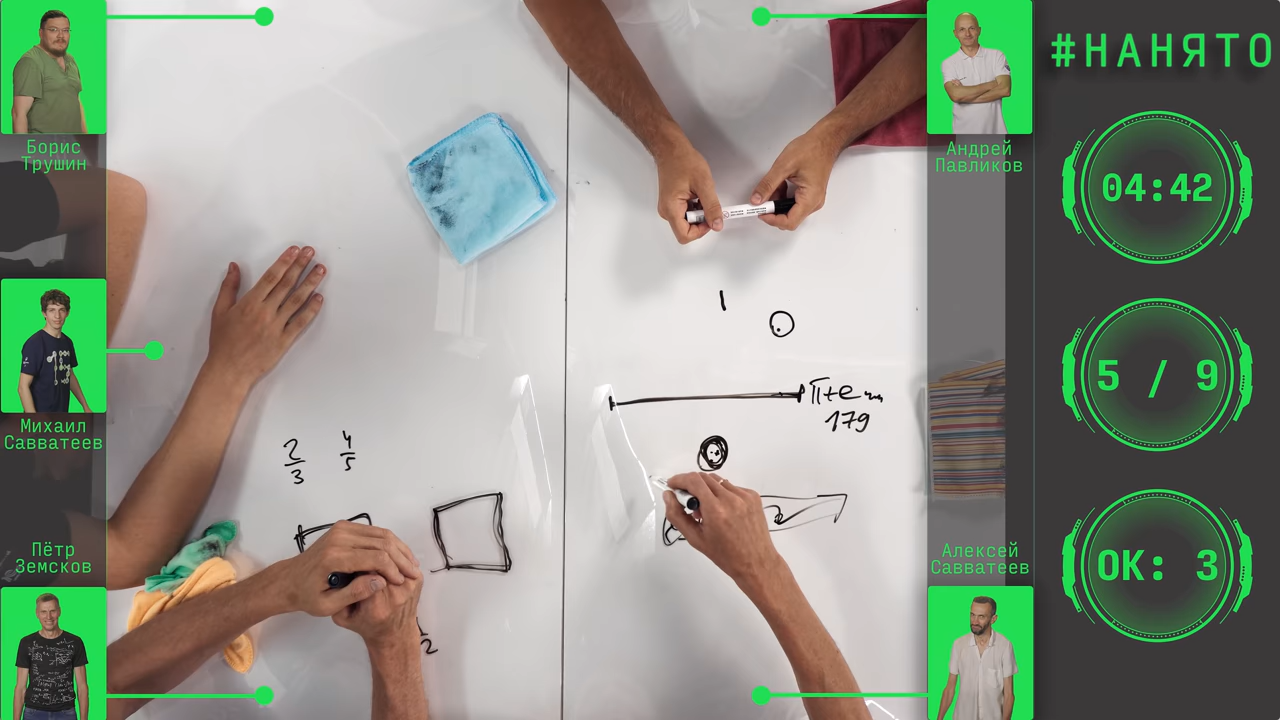 Борис
Трушин
Михаил
Савватеев
Пётр
Земсков
Андрей
Павликов
Алексей
Савватеев
#НАНЯТО
04:42
5 / 9
OK: 3
1
π+e
179
2
3
4
5
2